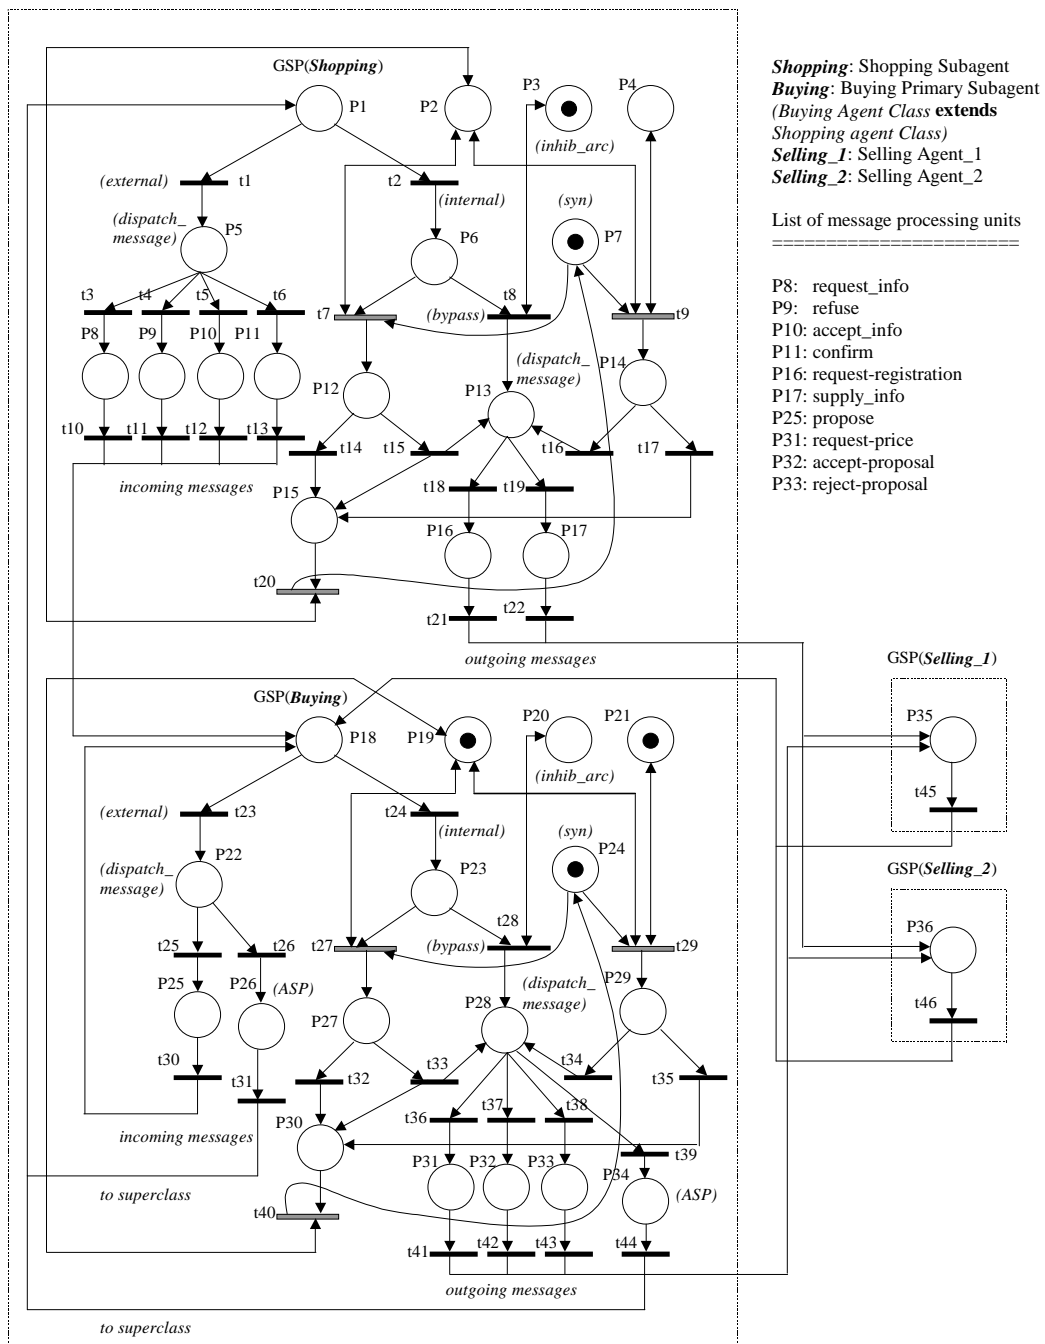 GSP(Shopping)
P1
P2
P3
P4
(inhib_arc)
(external)
t1
t2
(internal)
(syn)
(dispatch_
message)
P5
P6
P7
t3
t4
t5
t6
t7
(bypass)
t8
t9
P8
P9
P10
P11
(dispatch_
message)
P12
P13
P14
t10
t11
t12
t13
t14
t15
t16
t17
incoming messages
P15
t18
t19
P16
P17
t20
t21
t22
outgoing messages
Shopping: Shopping Subagent
Buying: Buying Primary Subagent
(Buying Agent Class extends
Shopping agent Class)
Selling_1: Selling Agent_1
Selling_2: Selling Agent_2
List of message processing units
=======================
P8: request_info
P9: refuse
P10: accept_info
P11: confirm
P16: request-registration
P17: supply_info
P25: propose
P31: request-price
P32: accept-proposal
P33: reject-proposal
GSP(Selling_1)
P35
t45
GSP(Selling_2)
P36
t46
GSP(Buying)
P18
P19
P20
P21
(inhib_arc)
(external)
t23
t24
(internal)
(syn)
(dispatch_
message)
P22
P23
P24
t25
t26
t27
(bypass)
t28
t29
P25
P26
(ASP)
(dispatch_
message)
P27
P28
P29
t30
t31
t32
t33
t34
t35
incoming messages
P30
t36
t37
t38
t39
P31
P32
P33
P34
(ASP)
to superclass
t40
t41
t42
t43
t44
outgoing messages
to superclass